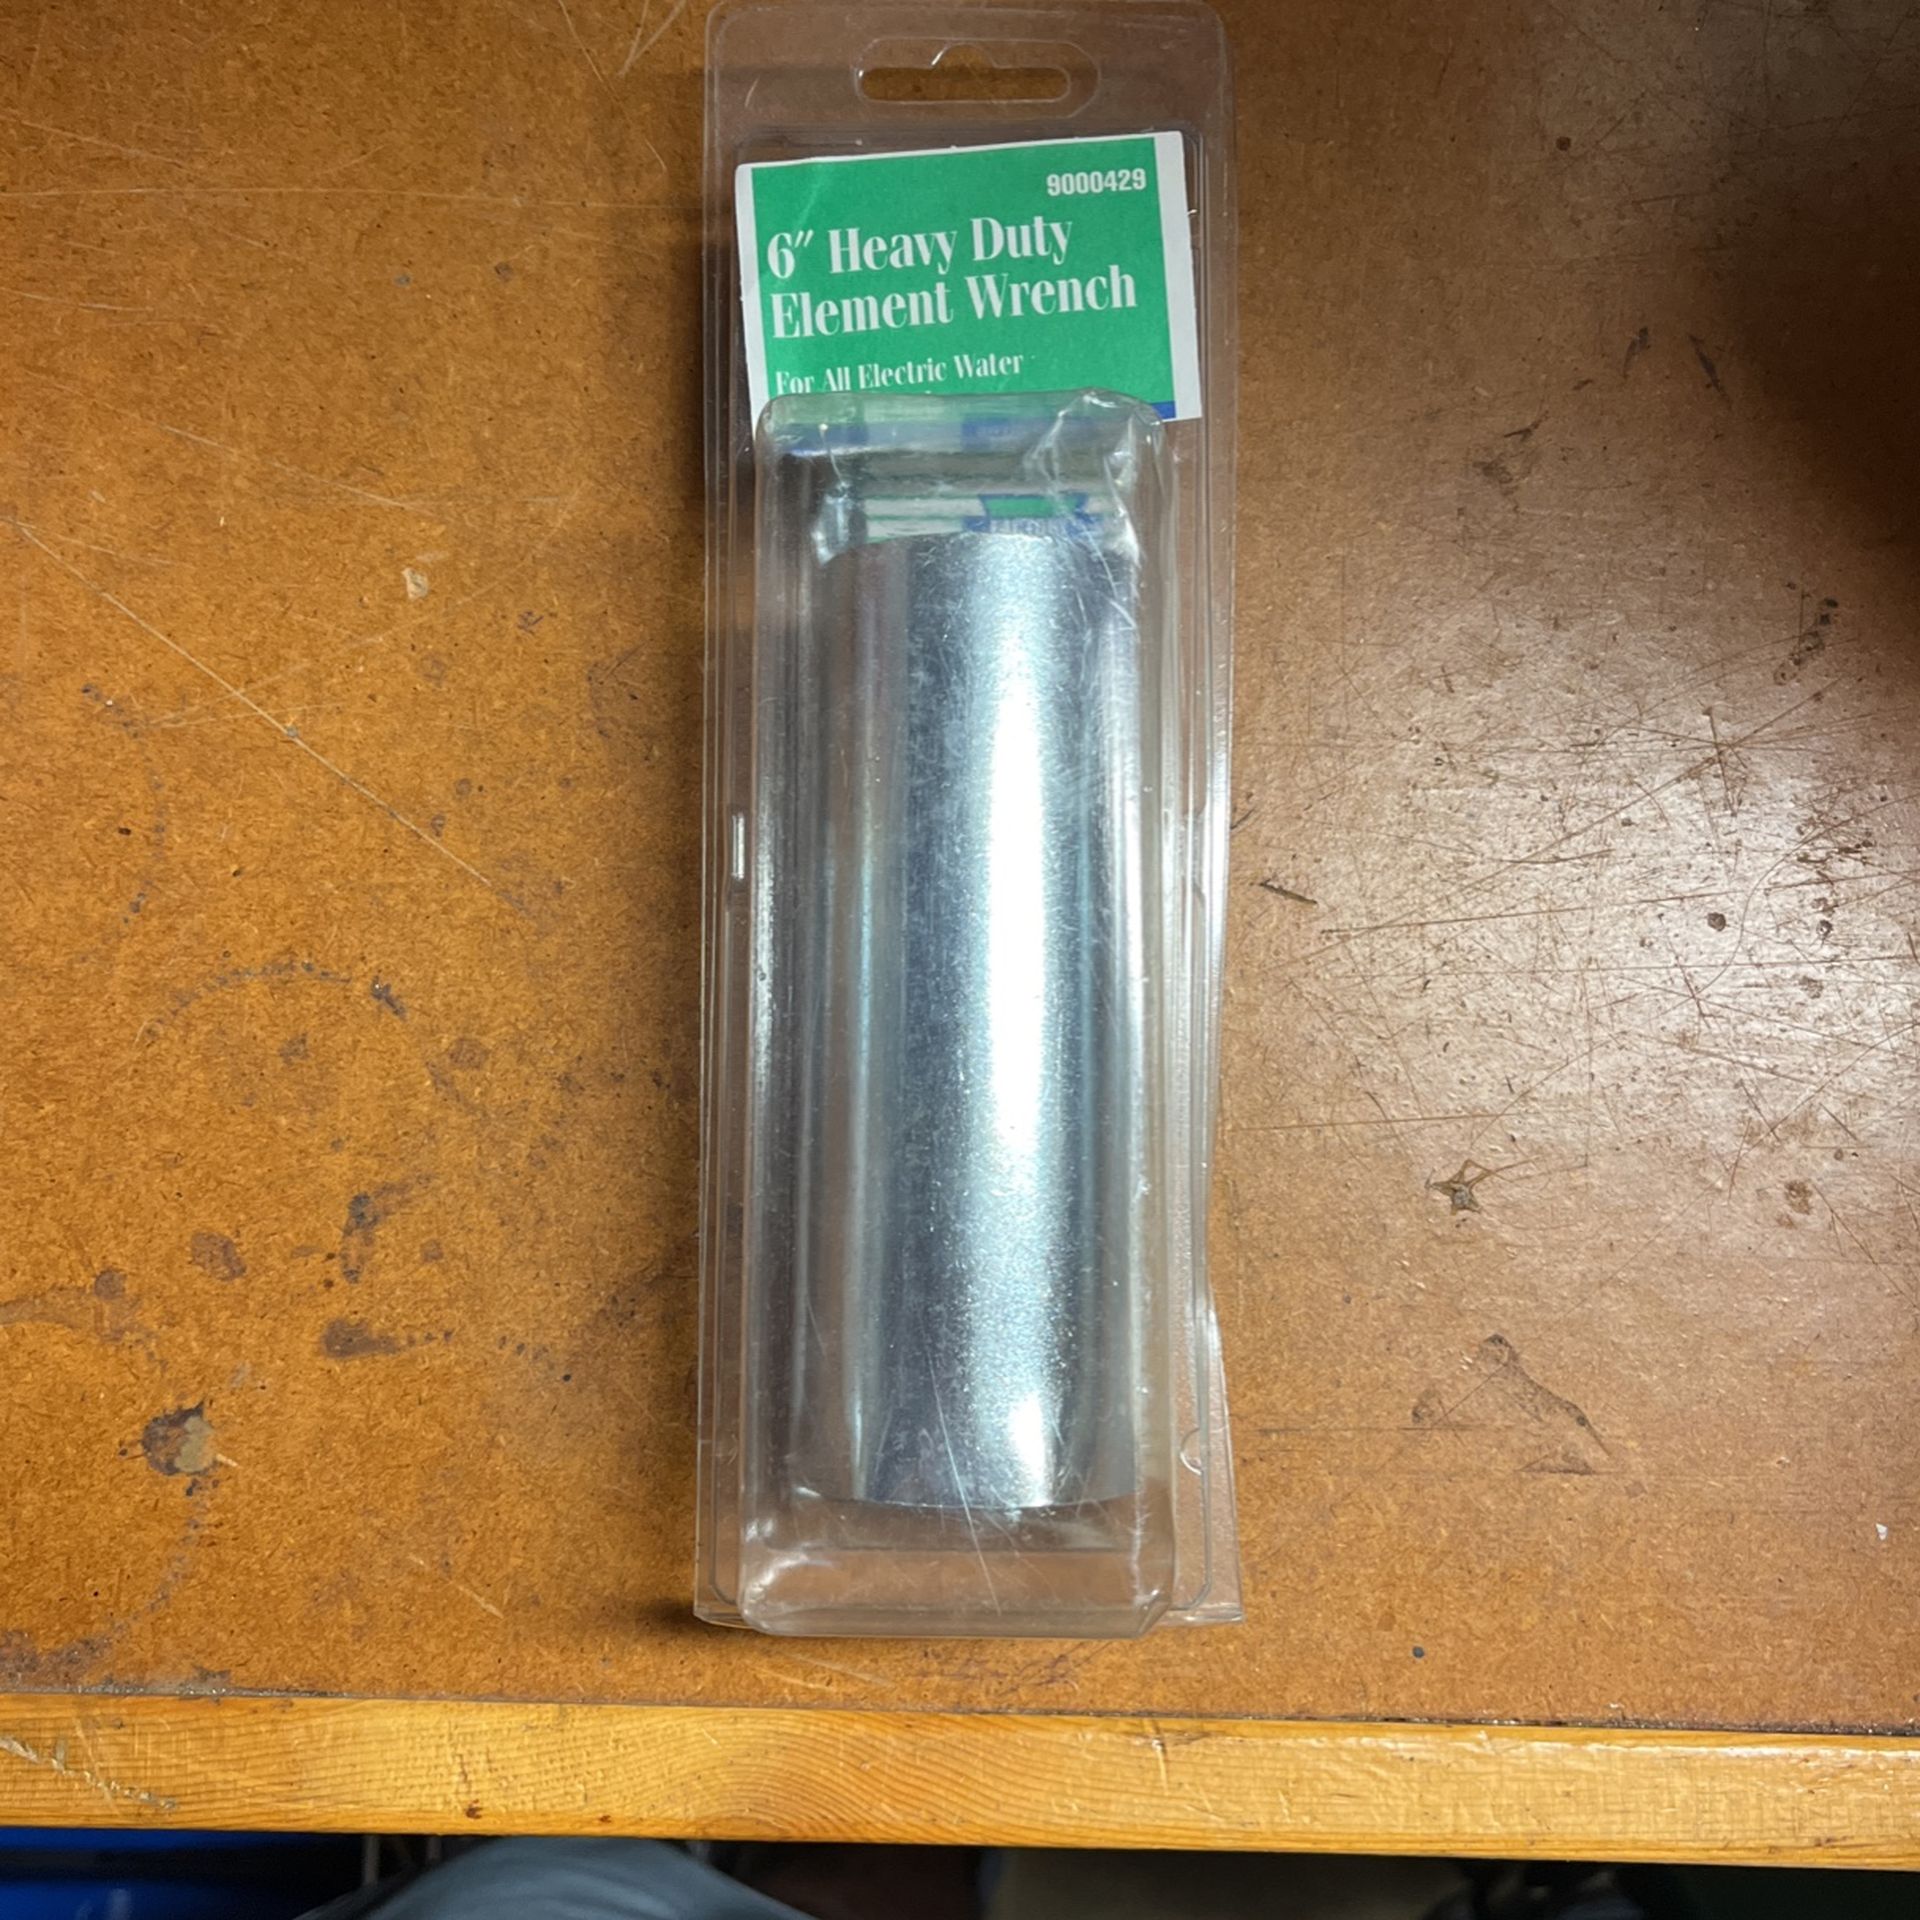 9000429
6″ Heavy Duty
Element Wrench
For All Electric Water